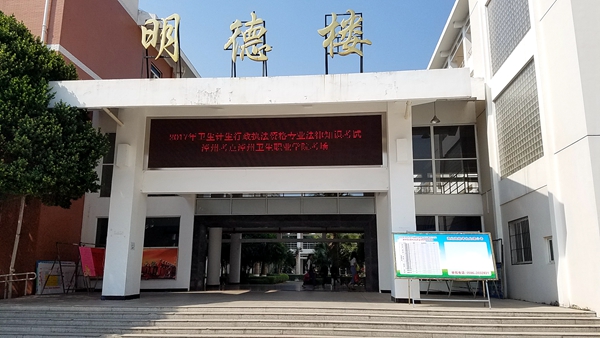 明德楼
2017年卫生计生行政执法资格专业法律知识考试
漳州考点漳州卫生职业学院考场